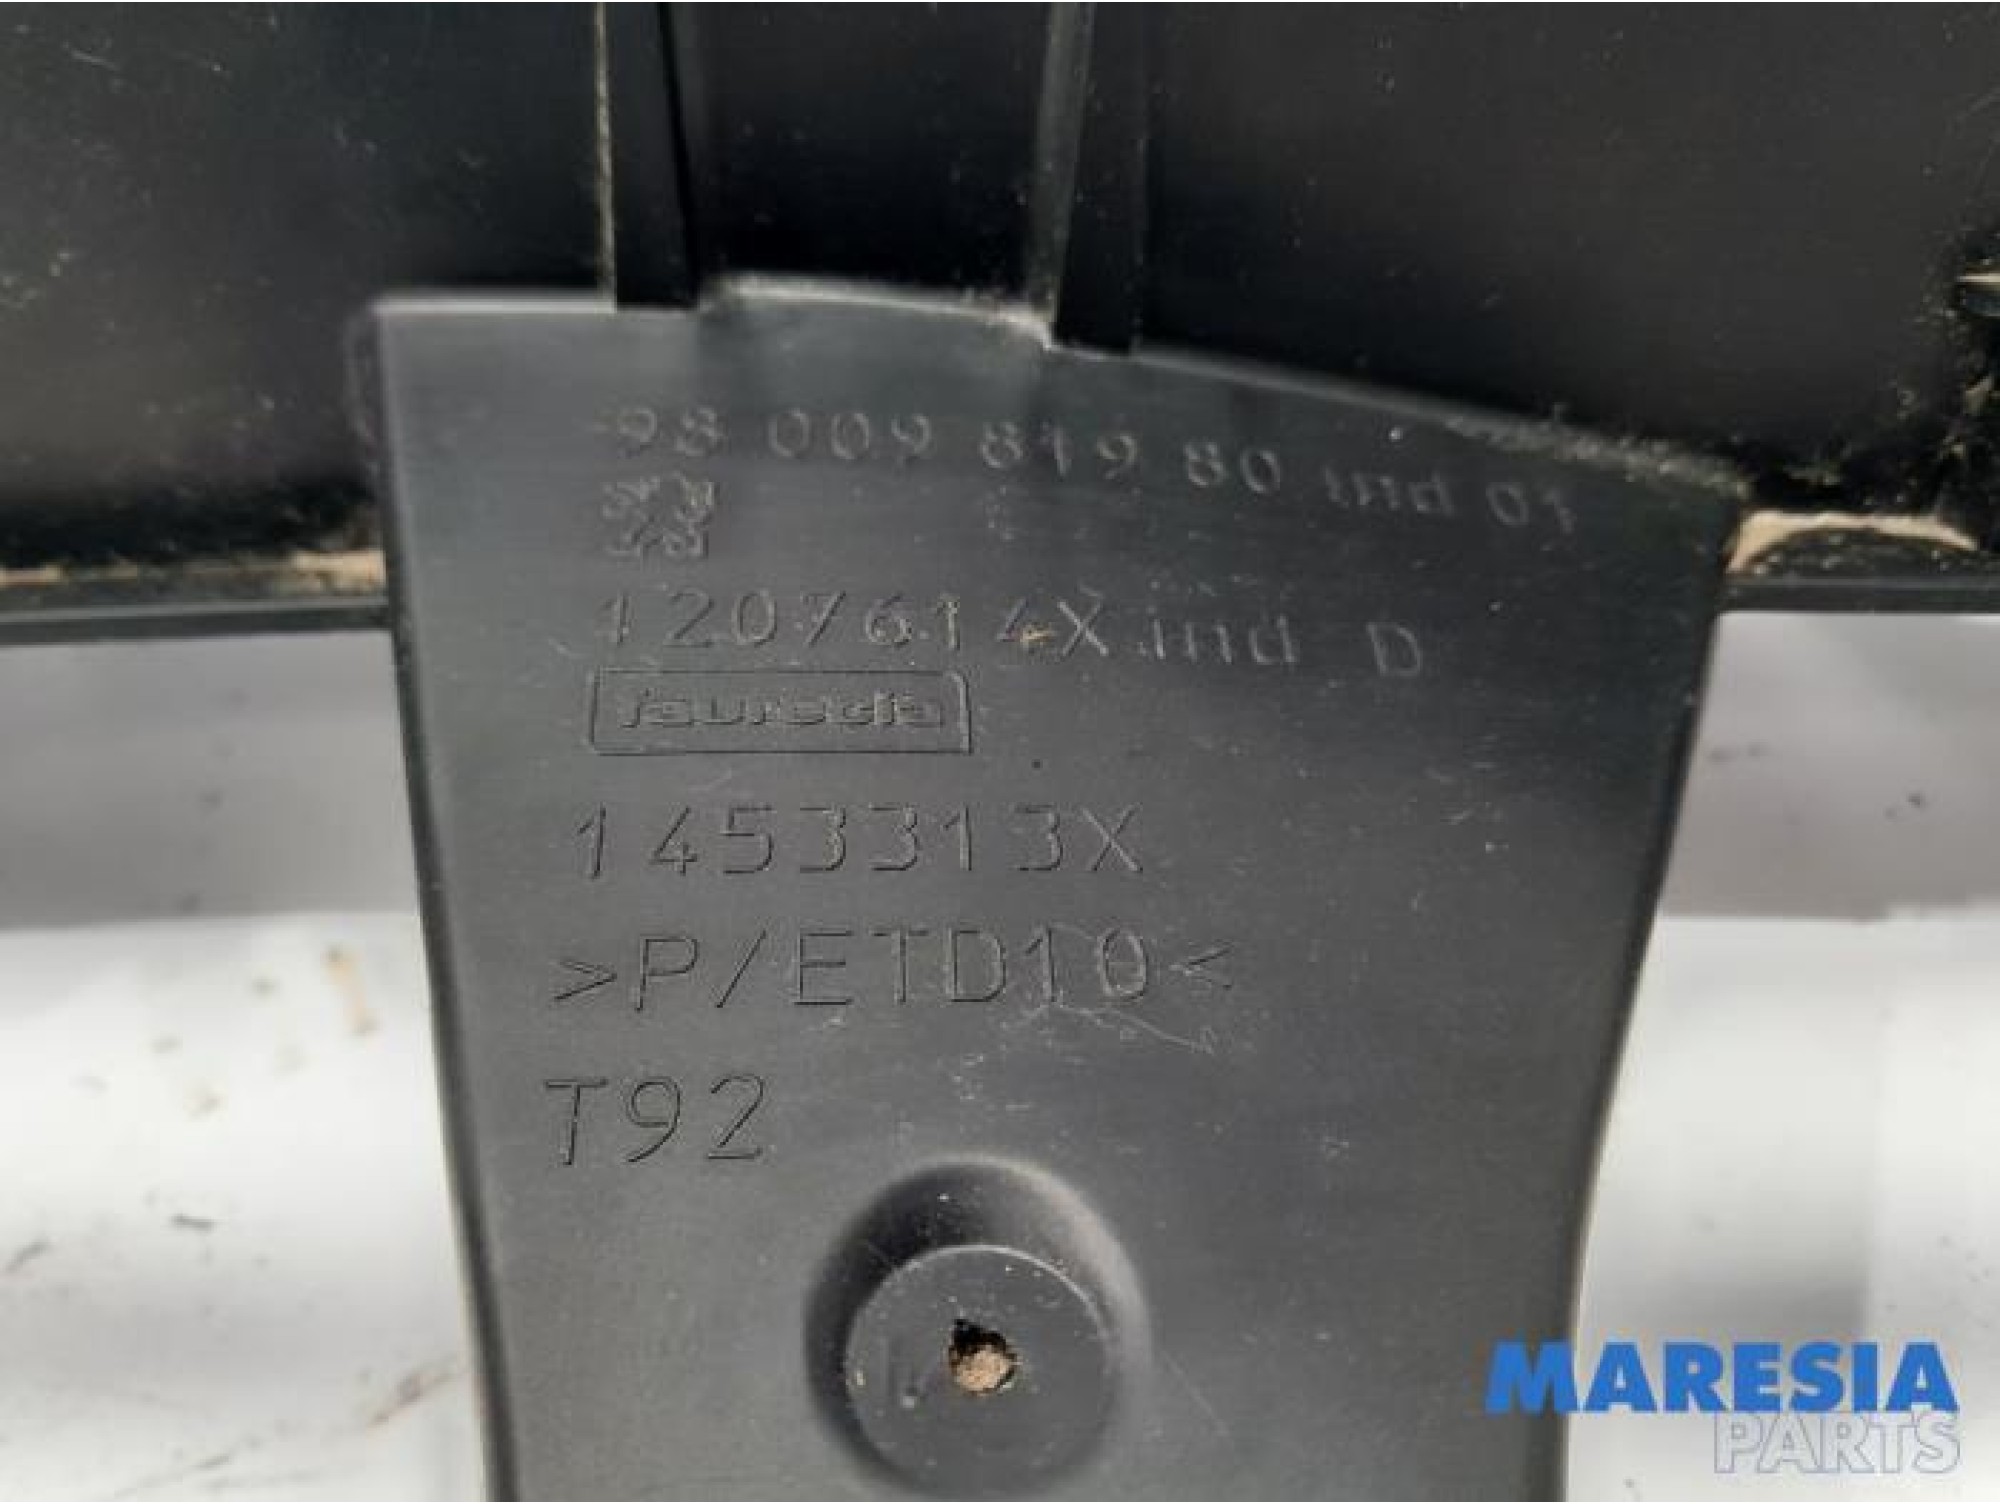 98 009 819 80 ind 01
1207614X ind D
faurecia
1453313X
>P/ETD10<
T92
MARESIA
PARTS